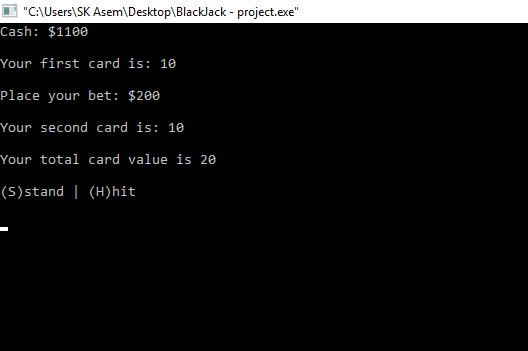 "C:\Users\SK Asem\Desktop\BlackJack - project.exe"
Cash: $1100
Your first card is: 10
Place your bet: $200
Your second card is: 10
Your total card value is 20
(S)stand | (H)hit